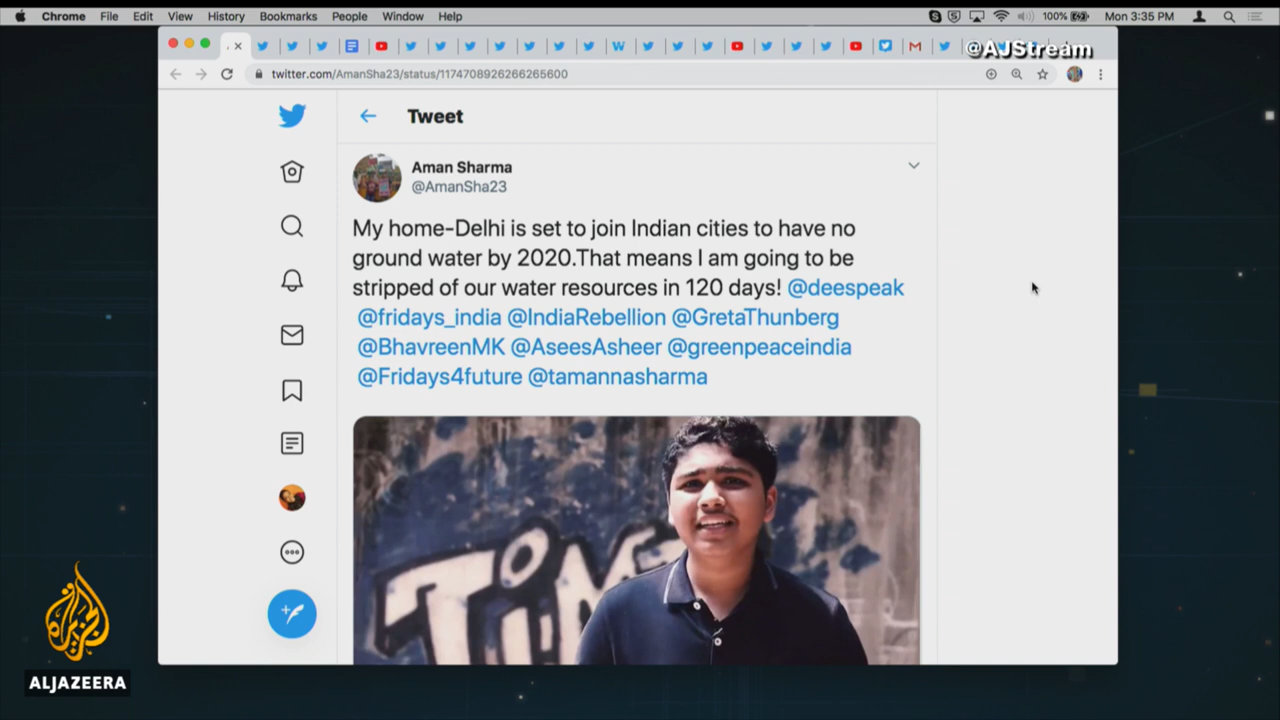 Chrome File Edit View History Bookmarks People Window Help 100% Mon 3:35 PM
@AJStream
twitter.com/AmanSha23/status/1174708926266265600
Tweet
Aman Sharma
@AmanSha23
My home-Delhi is set to join Indian cities to have no
ground water by 2020.That means I am going to be
stripped of our water resources in 120 days! @deespeak
@fridays_india @IndiaRebellion @GretaThunberg
@BhavreenMK @AseesAsheer @greenpeaceindia
@Fridays4future @tamannasharma
TIM
الجزيرة
ALJAZEERA